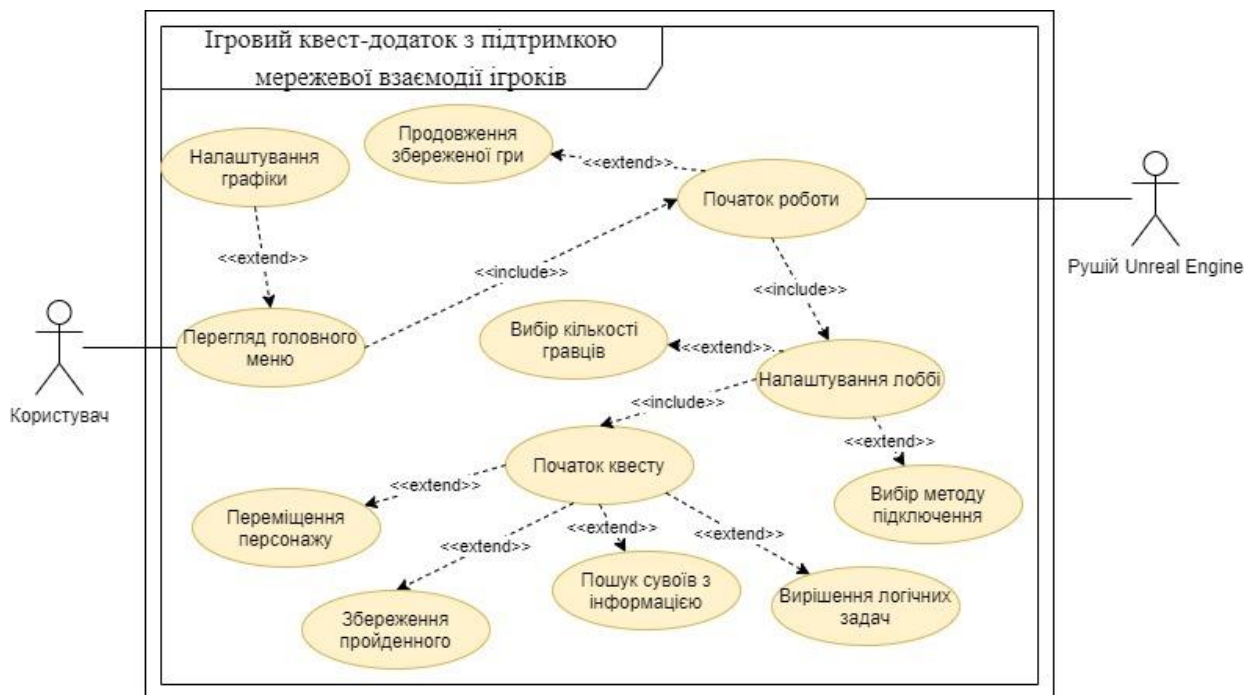 Ігровий квест-додаток з підтримкою
мережевої взаємодії ігроків
Продовження
збереженої гри
Налаштування
графіки
<<extend>>
Початок роботи
<<extend>>
Рушій Unreal Engine
<<include>>
<<include>>
Перегляд головного
меню
Вибір кількості
гравців
<<extend>>
Налаштування лоббі
Користувач
<<include>>
<<extend>>
Початок квесту
<<extend>>
Вибір методу
підключення
Переміщення
персонажу
<<extend>>
<<extend>>
<<extend>>
Пошук сувоїв з
інформацією
Вирішення логічних
задач
Збереження
пройденного